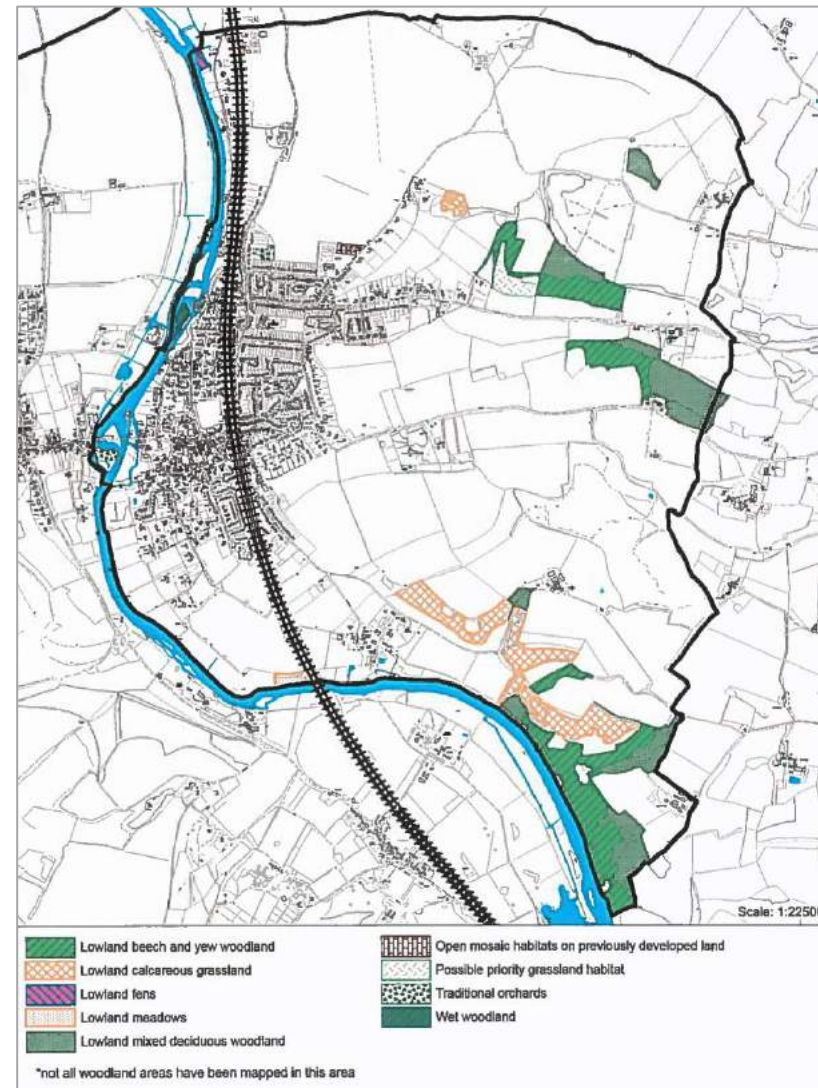 Scale: 1:2250
Lowland beech and yew woodland
Lowland calcareous grassland
Lowland fens
Lowland meadows
Lowland mixed deciduous woodland
Open mosaic habitats on previously developed land
Possible priority grassland habitat
Traditional orchards
Wet woodland
*not all woodland areas have been mapped in this area